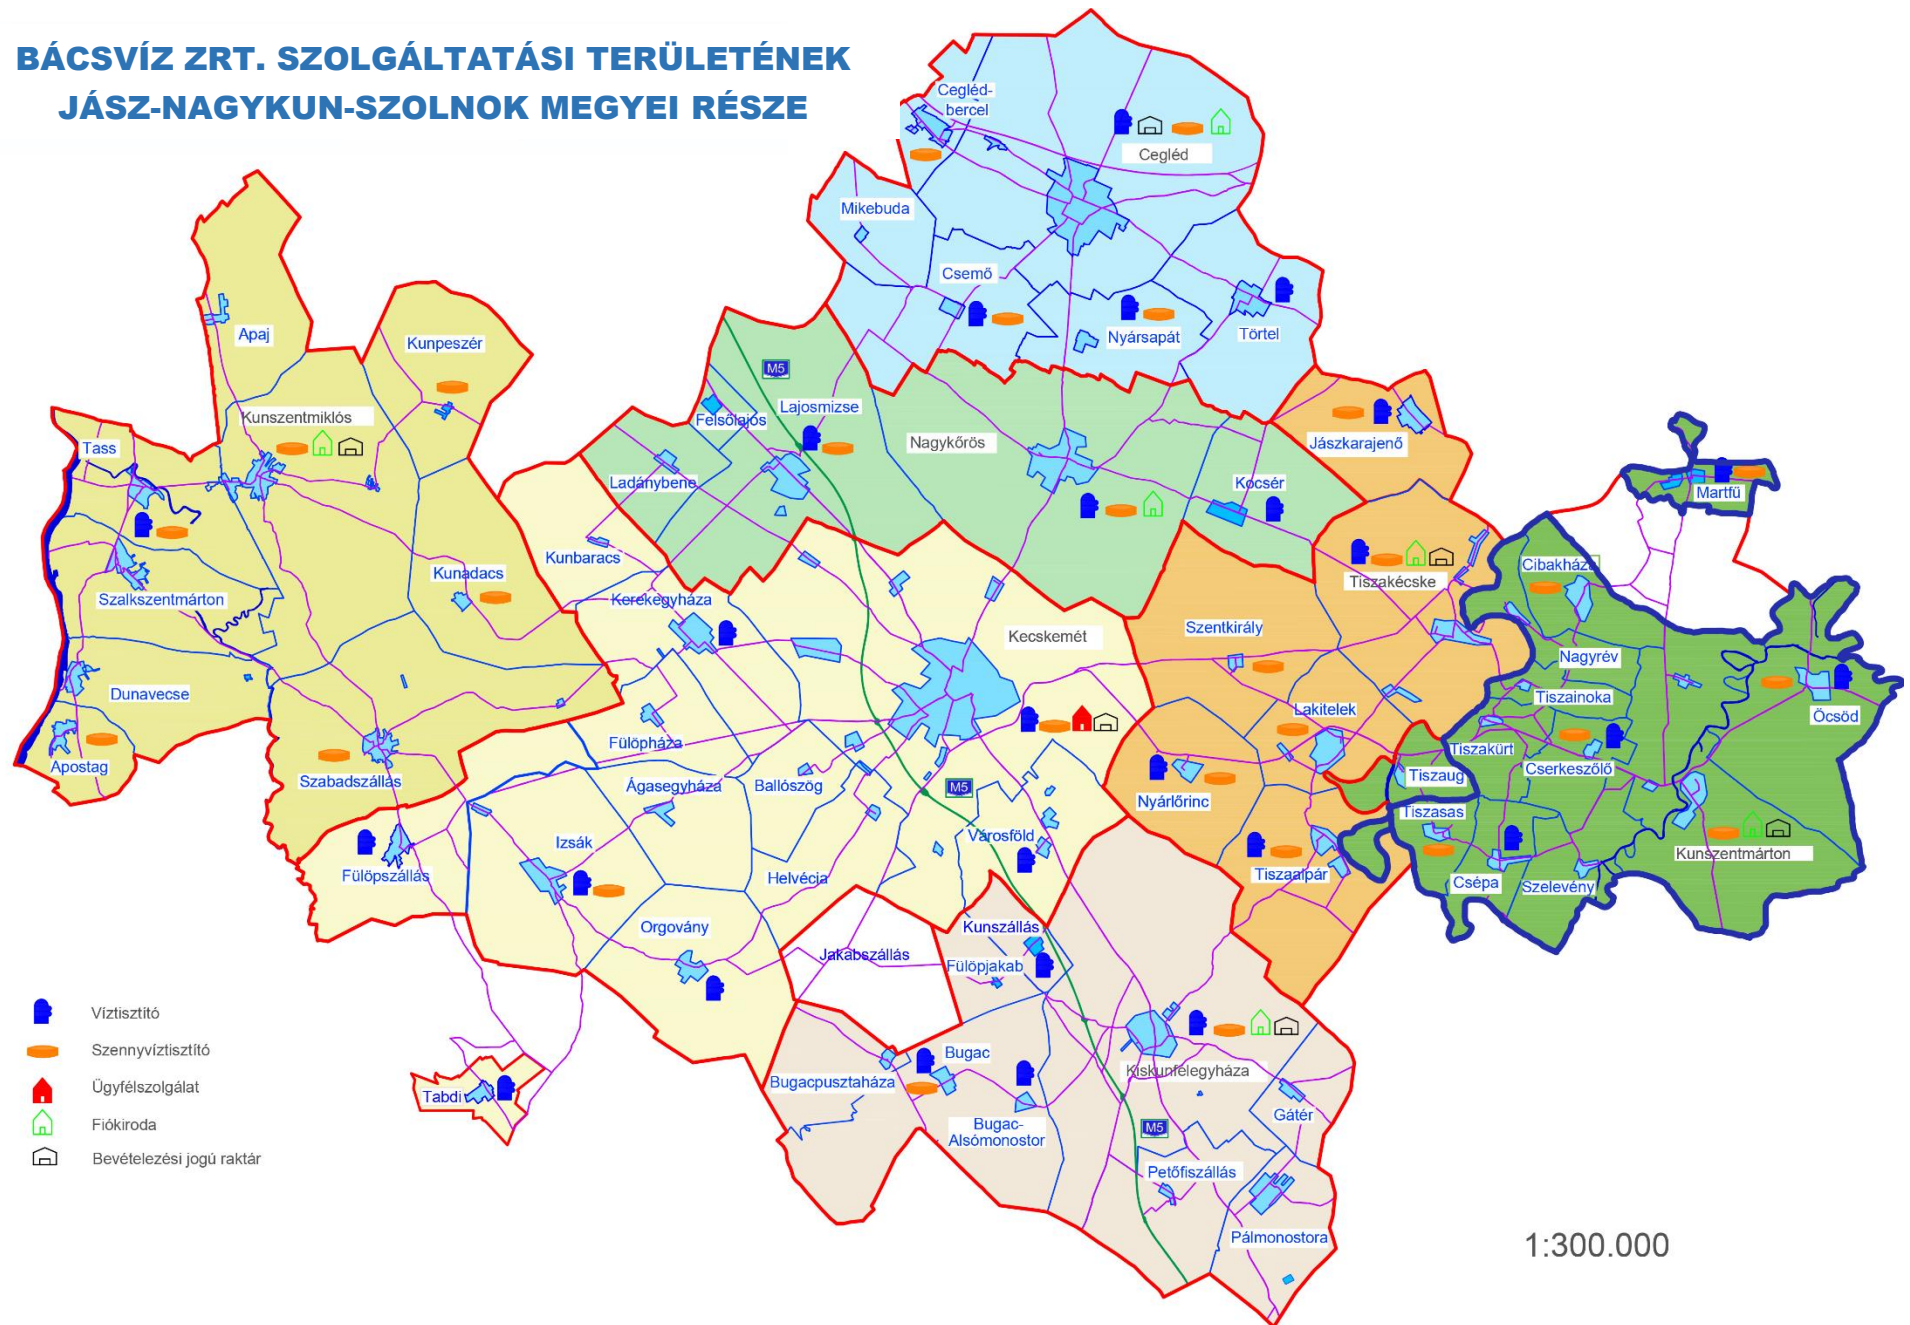 BÁCSVÍZ ZRT. SZOLGÁLTATÁSI TERÜLETÉNEK
JÁSZ-NAGYKUN-SZOLNOK MEGYEI RÉSZE
Cegléd-
bercel
Cegléd
Mikebuda
Csemő
Nyársapát
Törtel
Apaj
Kunpeszér
M5
Kunszentmiklós
Felsőlajos
Lajosmizse
Nagykőrös
Jászkarajenő
Tass
Ladánybene
Kocsér
Martfű
Kunbaracs
Kunadacs
Tiszakécske
Cibakháza
Szalkszentmárton
Kerekegyháza
Kecskemét
Szentkirály
Nagyrév
Dunavecse
Tiszainoka
Lakitelek
Öcsöd
Fülöpháza
Tiszakürt
Apostag
Szabadszállás
Ágasegyháza
Ballószög
M5
Cserkeszőlő
Tiszaug
Nyárlőrinc
Tiszasas
Izsák
Városföld
Kunszentmárton
Fülöpszállás
Helvécia
Tiszaalpár
Csépa
Szelevény
Orgovány
Kunszállás
Jakabszállás
Fülöpjakab
Víztisztító
Szennyvíztisztító
Ügyfélszolgálat
Fiókiroda
Bevételezési jogú raktár
Bugac
Bugacpusztaháza
Kiskunfélegyháza
Tabdi
Gátér
Bugac-
Alsómonostor
M5
Petőfiszállás
Pálmonostora
1:300.000